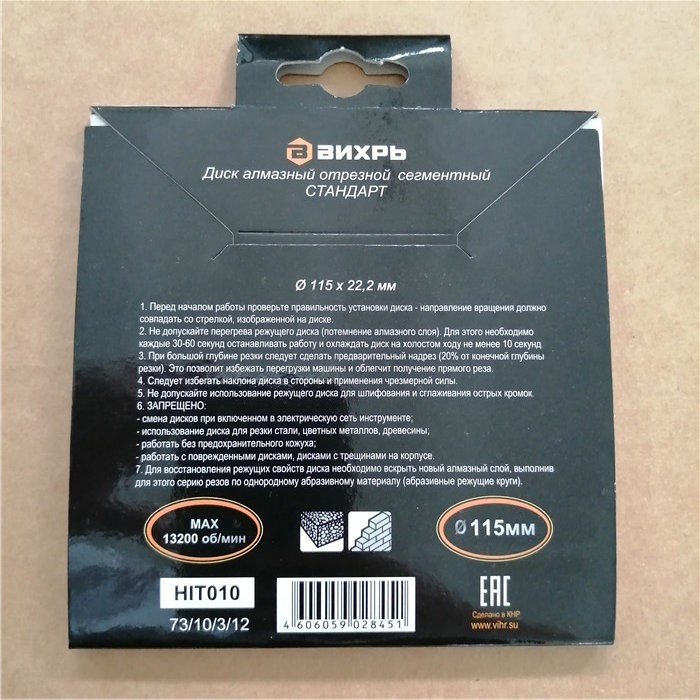 ВИХРЬ
Диск алмазный отрезной сегментный
СТАНДАРТ
Ø 115 x 22,2 мм
1. Перед началом работы проверьте правильность установки диска - направление вращения должно
совпадать со стрелкой, изображенной на диске.
2. Не допускайте перегрева режущего диска (потемнение алмазного слоя). Для этого необходимо
каждые 30-60 секунд останавливать работу и охлаждать диск на холостом ходу не менее 10 секунд.
3. При большой глубине резки следует сделать предварительный надрез (20% от конечной глубины
резки). Это позволит избежать перегрузки машины и облегчит получение прямого реза.
4. Следует избегать наклона диска в стороны и применения чрезмерной силы.
5. Не допускайте использование режущего диска для шлифования и сглаживания острых кромок.
6. ЗАПРЕЩЕНО:
- смена дисков при включенном в электрическую сеть инструменте;
- использование диска для резки стали, цветных металлов, древесины;
- работать без предохранительного кожуха;
- работать с поврежденными дисками, дисками с трещинами на корпусе.
7. Для восстановления режущих свойств диска необходимо вскрыть новый алмазный слой, выполнив
для этого серию резов по однородному абразивному материалу (абразивные режущие круги).
MAX
13200 об/мин
Ø 115мм
HIT010
73/10/3/12
4 606059 028451
EAC
Сделано в КНР
www.vihr.su